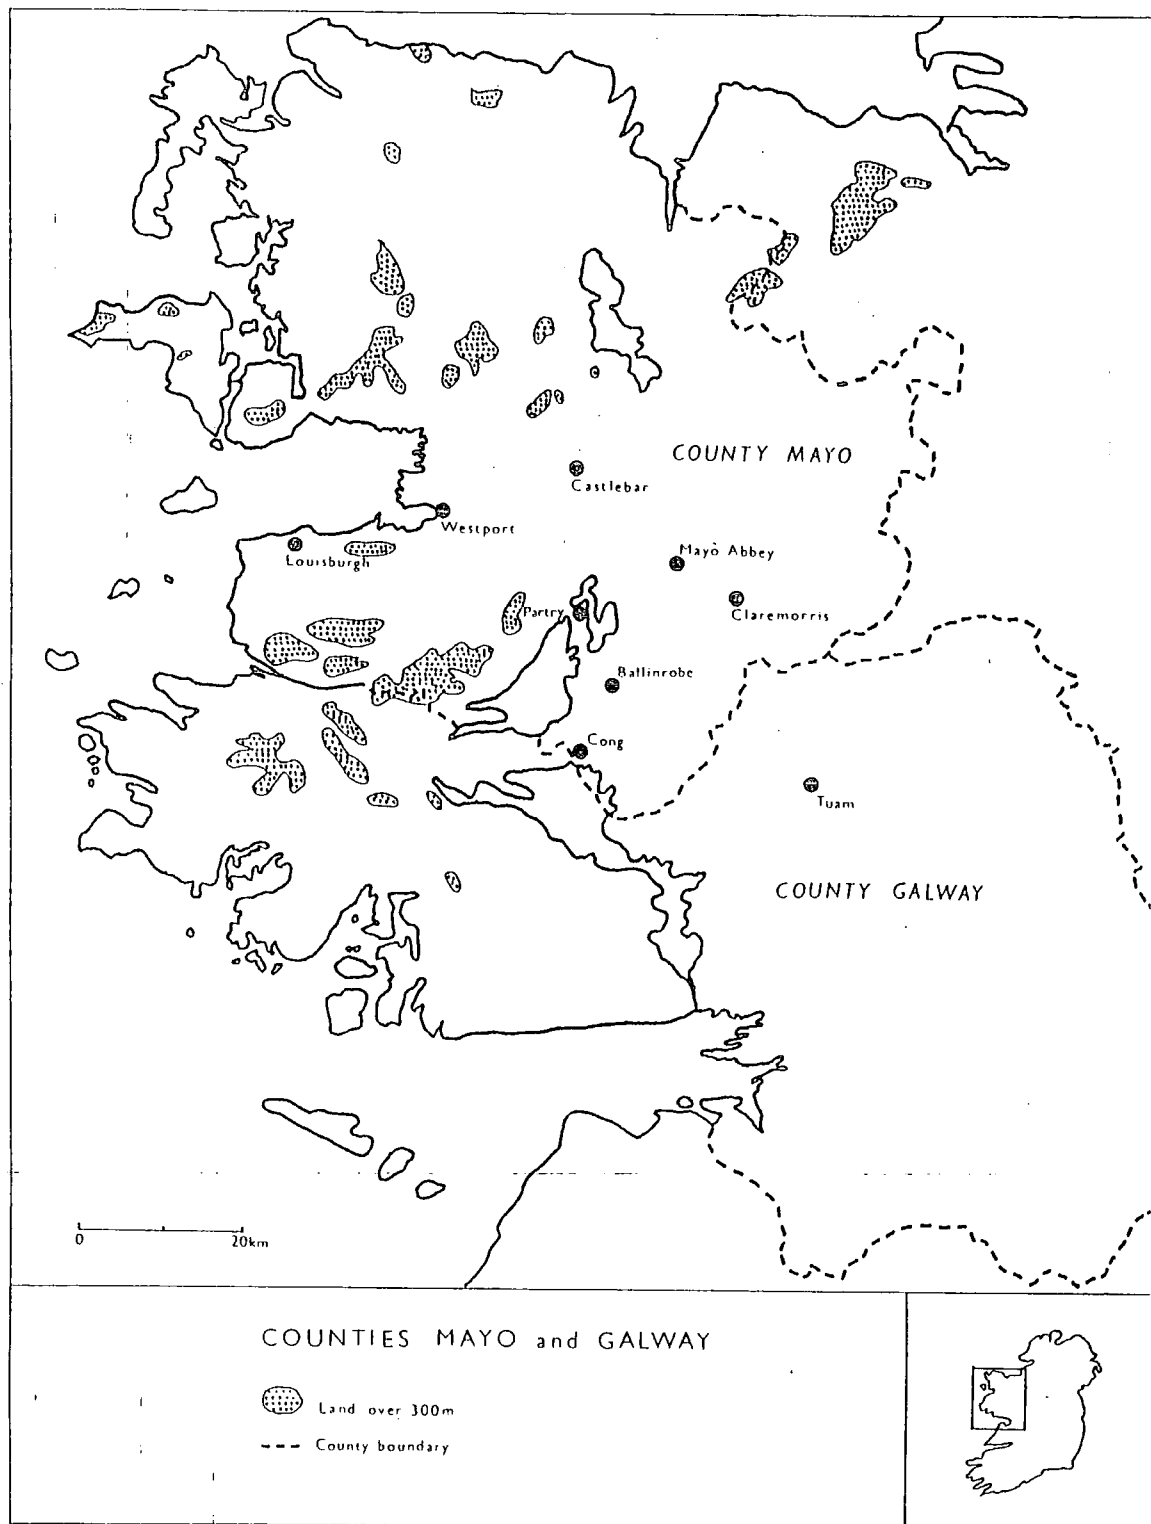 COUNTY MAYO
Castlebar
Westport
Louisburgh
Mayo Abbey
Partry
Claremorris
Ballinrobe
Cong
Tuam
COUNTY GALWAY
0 20km
COUNTIES MAYO and GALWAY
Land over 300m
County boundary